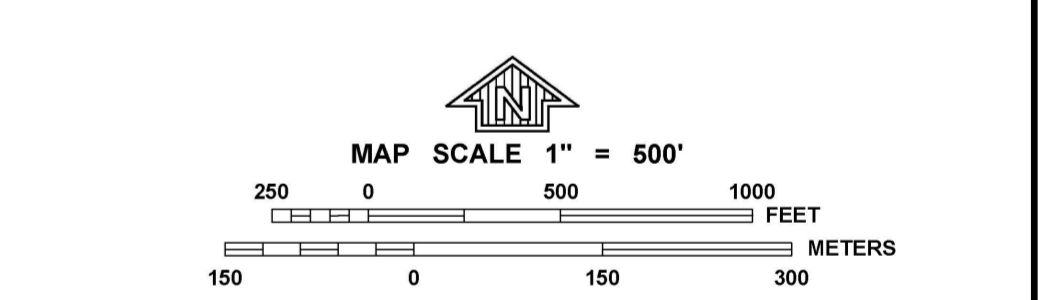 N
MAP SCALE 1" = 500'
250 0 500 1000
FEET
METERS
150 0 150 300